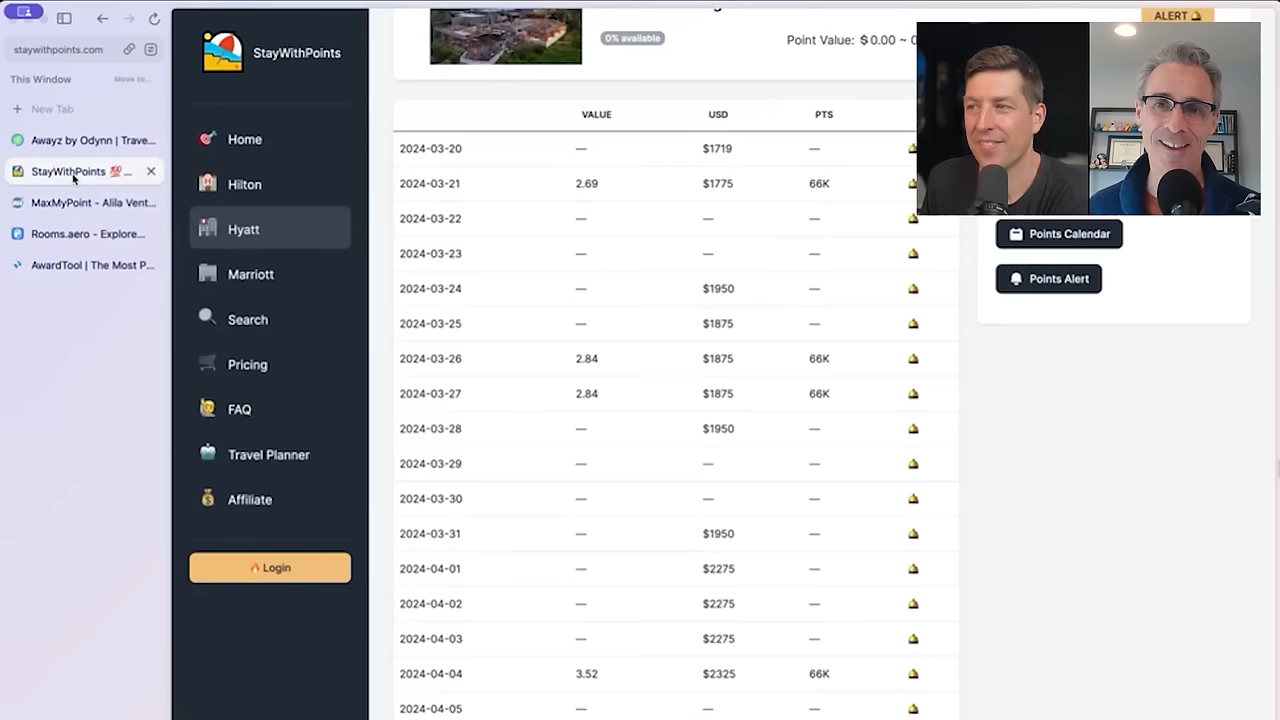 staywithpoints.com
This Window
Move to...
New Tab
Awayz by Odynn | Trave...
StayWithPoints 💯 ...
MaxMyPoint - Alila Vent...
Rooms.aero - Explore...
AwardTool | The Most P...
StayWithPoints
Home
Hilton
Hyatt
Marriott
Search
Pricing
FAQ
Travel Planner
Affiliate
🔥 Login
0% available
Point Value: $0.00 ~ 0
ALERT 🛎
VALUE USD PTS
2024-03-20 — $1719 —
2024-03-21 2.69 $1775 66K
2024-03-22 — — —
2024-03-23 — — —
2024-03-24 — $1950 —
2024-03-25 — $1875 —
2024-03-26 2.84 $1875 66K
2024-03-27 2.84 $1875 66K
2024-03-28 — $1950 —
2024-03-29 — — —
2024-03-30 — — —
2024-03-31 — $1950 —
2024-04-01 — $2275 —
2024-04-02 — $2275 —
2024-04-03 — $2275 —
2024-04-04 3.52 $2325 66K
2024-04-05 — — —
Points Calendar
Points Alert